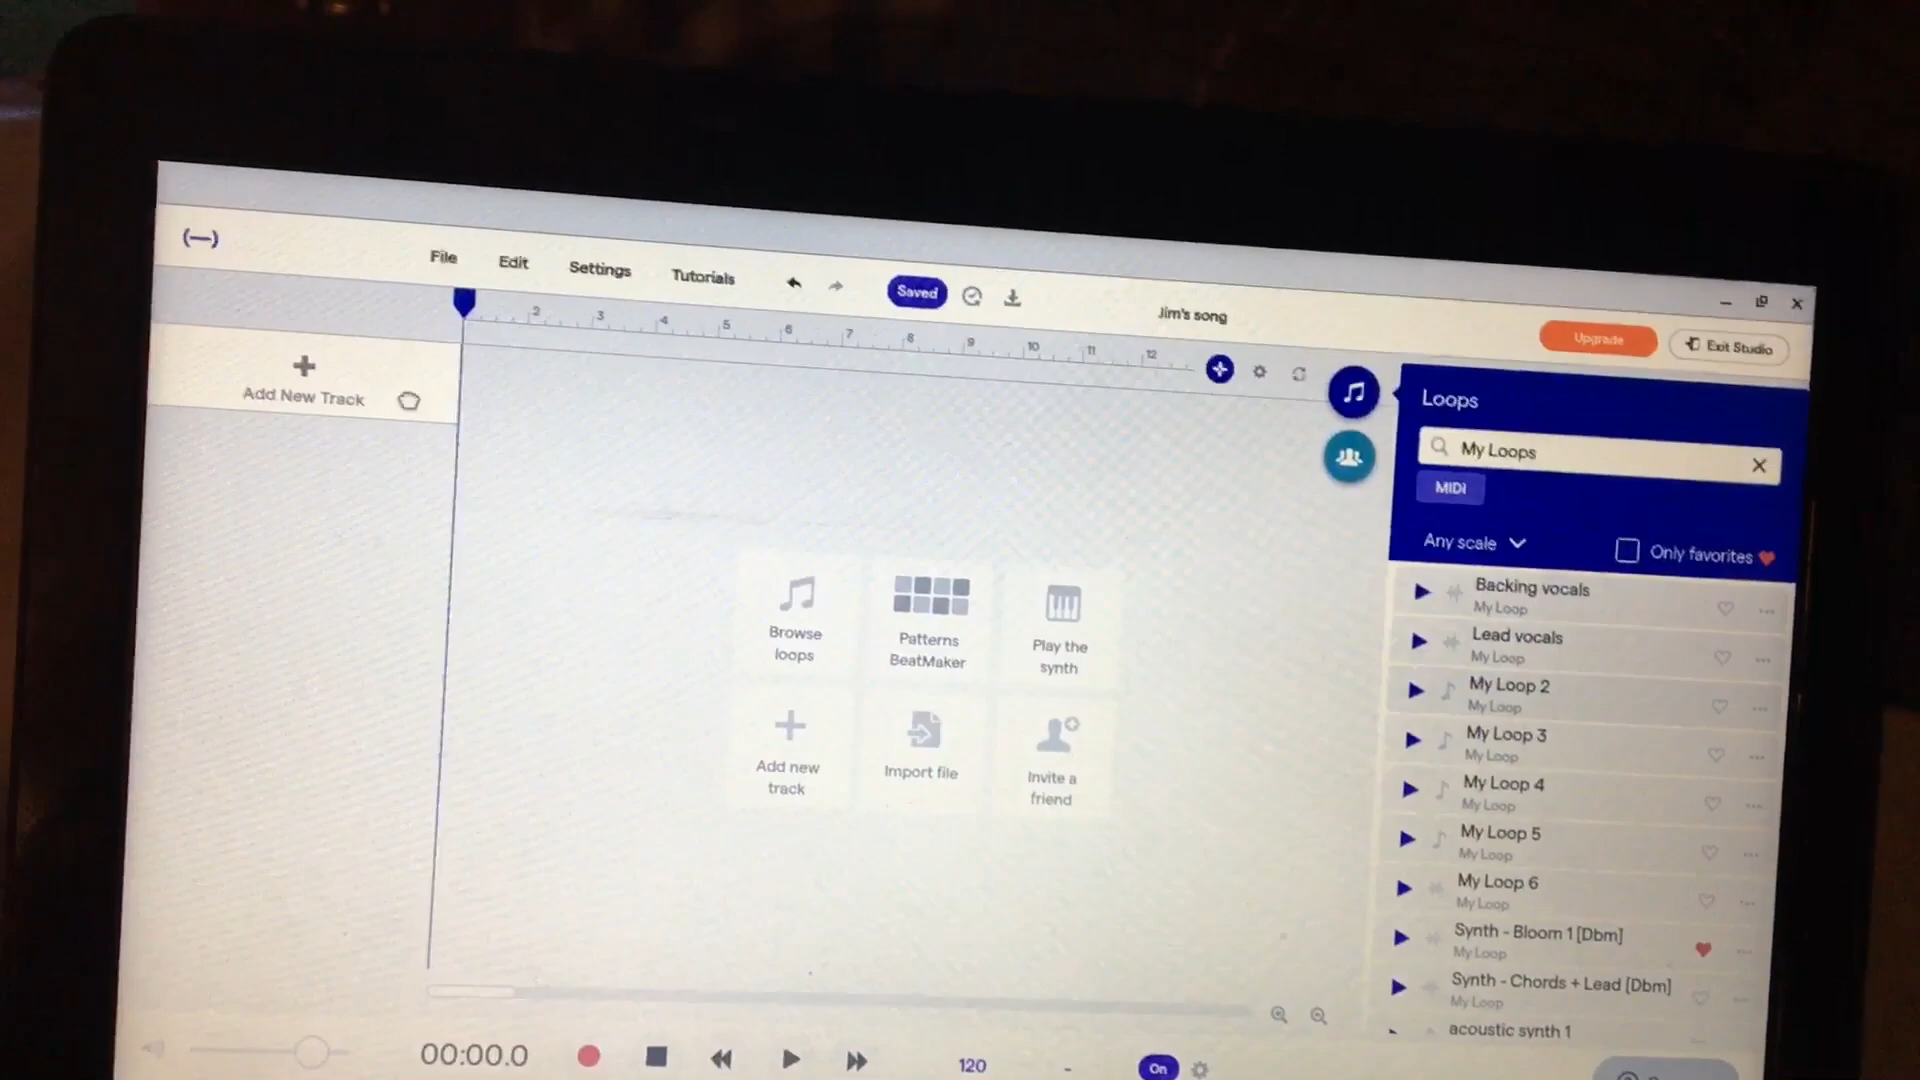 File
Edit
Settings
Tutorials
Saved
Jim's song
Upgrade
Exit Studio
2
3
4
5
6
7
8
9
10
11
12
Add New Track
Loops
My Loops
MIDI
Any scale
Only favorites
Browse
loops
Patterns
BeatMaker
Play the
synth
Add new
track
Import file
Invite a
friend
Backing vocals
My Loop
Lead vocals
My Loop
My Loop 2
My Loop
My Loop 3
My Loop
My Loop 4
My Loop
My Loop 5
My Loop
My Loop 6
My Loop
Synth - Bloom 1 [Dbm]
My Loop
Synth - Chords + Lead [Dbm]
My Loop
acoustic synth 1
00:00.0
120
-
On